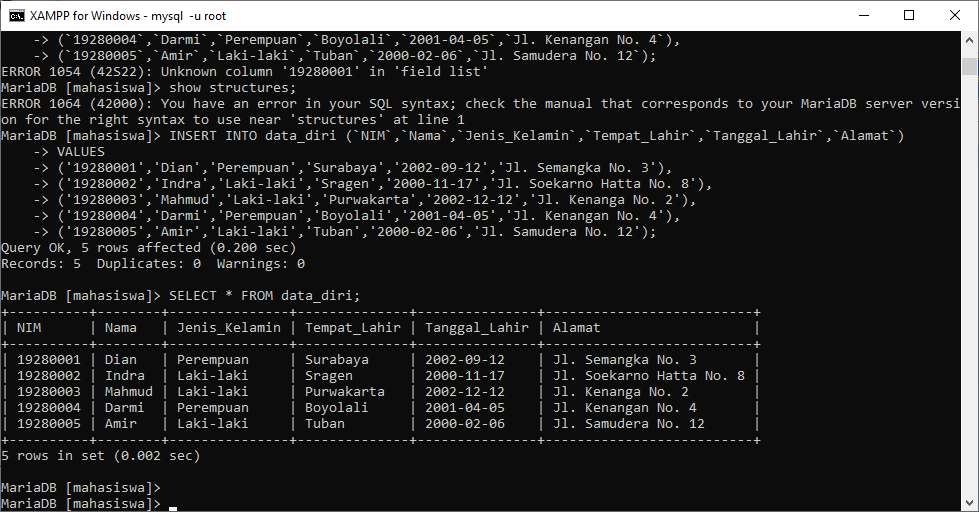 XAMPP for Windows - mysql  -u root
    -> (`19280004`,`Darmi`,`Perempuan`,`Boyolali`,`2001-04-05`,`Jl. Kenangan No. 4`),
    -> (`19280005`,`Amir`,`Laki-laki`,`Tuban`,`2000-02-06`,`Jl. Samudera No. 12`);
ERROR 1054 (42S22): Unknown column '19280001' in 'field list'
MariaDB [mahasiswa]> show structures;
ERROR 1064 (42000): You have an error in your SQL syntax; check the manual that corresponds to your MariaDB server versi
on for the right syntax to use near 'structures' at line 1
MariaDB [mahasiswa]> INSERT INTO data_diri (`NIM`,`Nama`,`Jenis_Kelamin`,`Tempat_Lahir`,`Tanggal_Lahir`,`Alamat`)
    -> VALUES
    -> ('19280001','Dian','Perempuan','Surabaya','2002-09-12','Jl. Semangka No. 3'),
    -> ('19280002','Indra','Laki-laki','Sragen','2000-11-17','Jl. Soekarno Hatta No. 8'),
    -> ('19280003','Mahmud','Laki-laki','Purwakarta','2002-12-12','Jl. Kenanga No. 2'),
    -> ('19280004','Darmi','Perempuan','Boyolali','2001-04-05','Jl. Kenangan No. 4'),
    -> ('19280005','Amir','Laki-laki','Tuban','2000-02-06','Jl. Samudera No. 12');
Query OK, 5 rows affected (0.200 sec)
Records: 5  Duplicates: 0  Warnings: 0
MariaDB [mahasiswa]> SELECT * FROM data_diri;
+----------+--------+---------------+--------------+---------------+--------------------------+
| NIM      | Nama   | Jenis_Kelamin | Tempat_Lahir | Tanggal_Lahir | Alamat                   |
+----------+--------+---------------+--------------+---------------+--------------------------+
| 19280001 | Dian   | Perempuan     | Surabaya     | 2002-09-12    | Jl. Semangka No. 3       |
| 19280002 | Indra  | Laki-laki     | Sragen       | 2000-11-17    | Jl. Soekarno Hatta No. 8 |
| 19280003 | Mahmud | Laki-laki     | Purwakarta   | 2002-12-12    | Jl. Kenanga No. 2        |
| 19280004 | Darmi  | Perempuan     | Boyolali     | 2001-04-05    | Jl. Kenangan No. 4       |
| 19280005 | Amir   | Laki-laki     | Tuban        | 2000-02-06    | Jl. Samudera No. 12      |
+----------+--------+---------------+--------------+---------------+--------------------------+
5 rows in set (0.002 sec)
MariaDB [mahasiswa]>
MariaDB [mahasiswa]> _